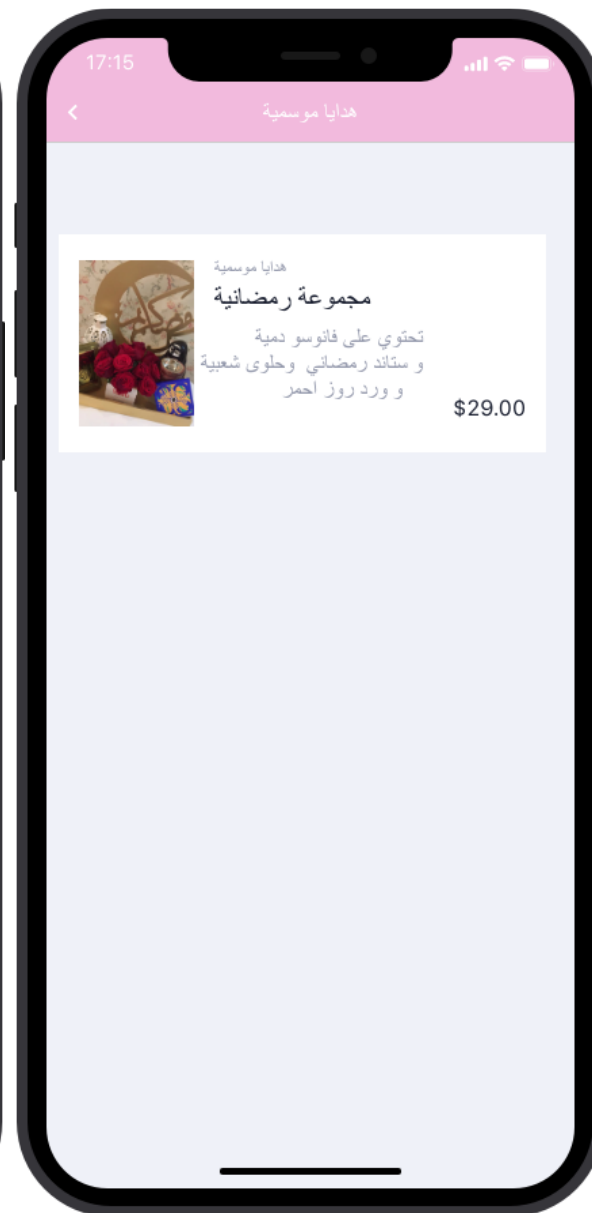 17:15
هدايا موسمية
هدايا موسمية
مجموعة رمضانية
تحتوي على فانوسو دمية
و ستاند رمضاني وحلوى شعبية
و ورد روز احمر
$29.00